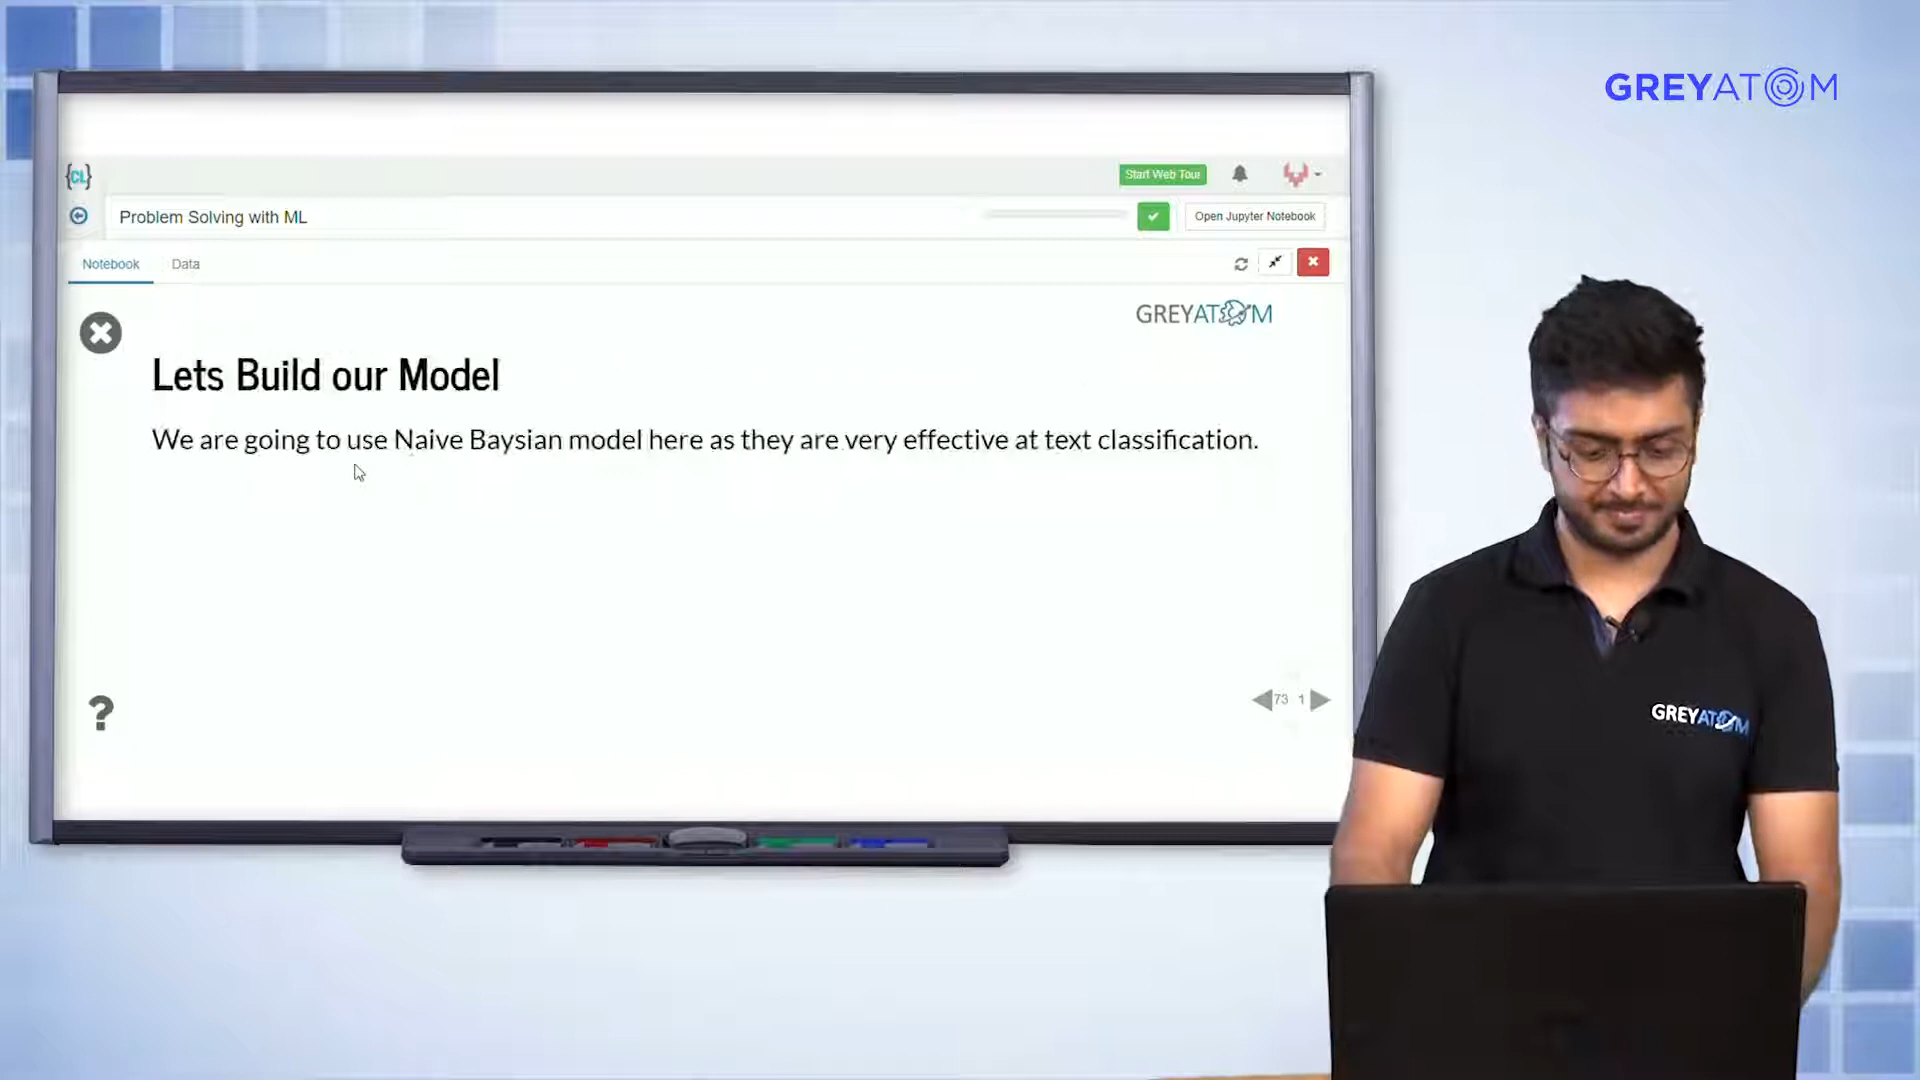 GREYATOM
{CL}
Start Web Tour
Problem Solving with ML
Open Jupyter Notebook
Notebook
Data
GREYATOM
Lets Build our Model
We are going to use Naive Baysian model here as they are very effective at text classification.
?
73 1
GREYATOM